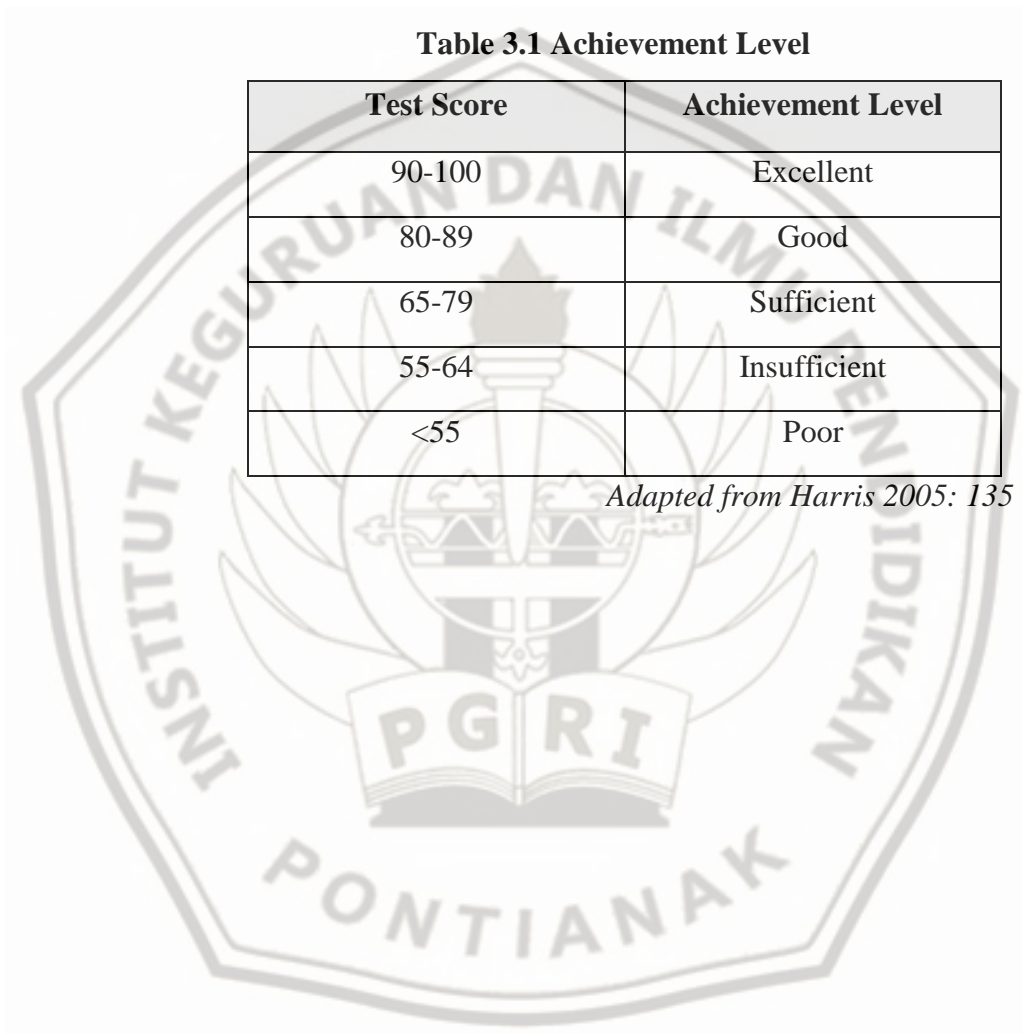 Table 3.1 Achievement Level
Test Score Achievement Level
90-100 Excellent
80-89 Good
65-79 Sufficient
55-64 Insufficient
<55 Poor
Adapted from Harris 2005: 135
INSTITUT KEGURUAN DAN ILMU PENDIDIKAN
PGRI
PONTIANAK